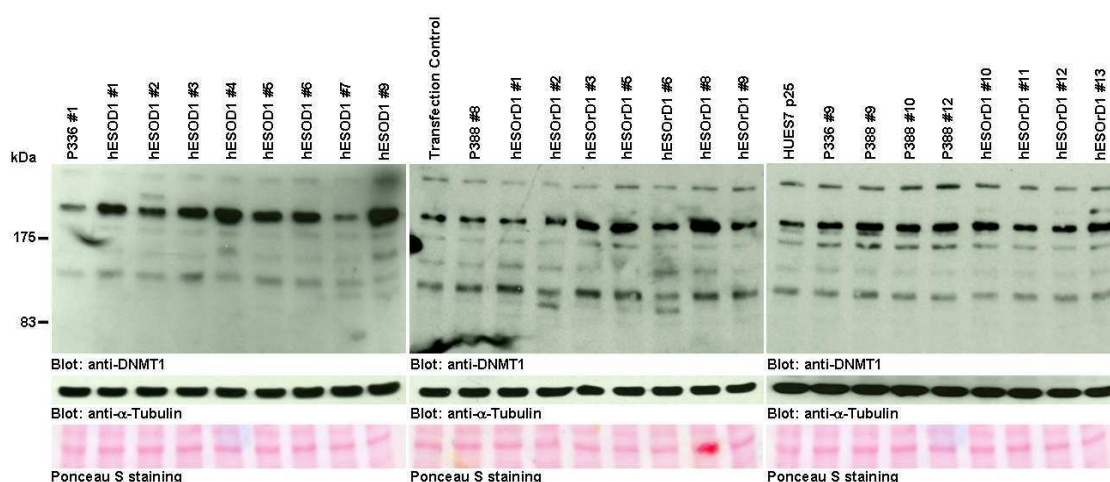 P336 #1
hESOD1 #1
hESOD1 #2
hESOD1 #3
hESOD1 #4
hESOD1 #5
hESOD1 #6
hESOD1 #7
hESOD1 #9
Transfection Control
P388 #8
hESOrD1 #1
hESOrD1 #2
hESOrD1 #3
hESOrD1 #5
hESOrD1 #6
hESOrD1 #8
hESOrD1 #9
HUES7 p25
P336 #9
P388 #9
P388 #10
P388 #12
hESOrD1 #10
hESOrD1 #11
hESOrD1 #12
hESOrD1 #13
kDa
175
83
Blot: anti-DNMT1
Blot: anti-DNMT1
Blot: anti-DNMT1
Blot: anti-α-Tubulin
Blot: anti-α-Tubulin
Blot: anti-α-Tubulin
Ponceau S staining
Ponceau S staining
Ponceau S staining